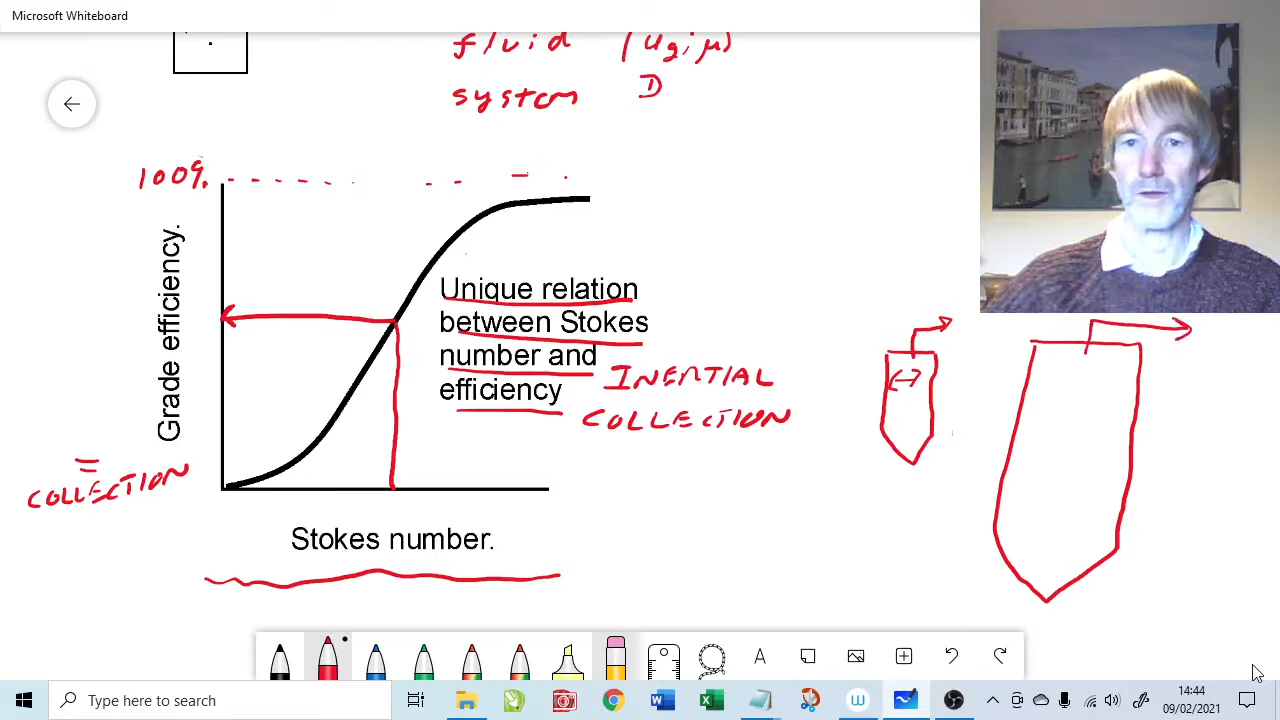 Microsoft Whiteboard
fluid (ug; μ)
system D
100%
Grade efficiency.
= COLLECTION
Unique relation
between Stokes
number and
efficiency
INERTIAL
COLLECTION
Stokes number.
A
Type here to search
W
X
W
14:44
09/02/2021